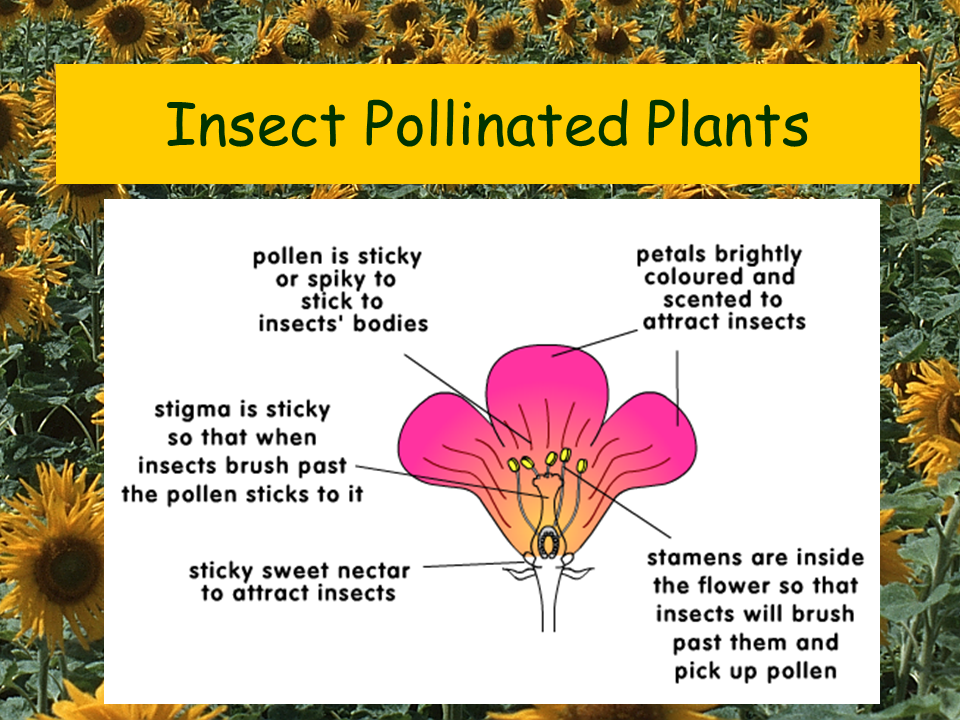 Insect Pollinated Plants
pollen is sticky
or spiky to
stick to
insects' bodies
petals brightly
coloured and
scented to
attract insects
stigma is sticky
so that when
insects brush past
the pollen sticks to it
sticky sweet nectar
to attract insects
stamens are inside
the flower so that
insects will brush
past them and
pick up pollen